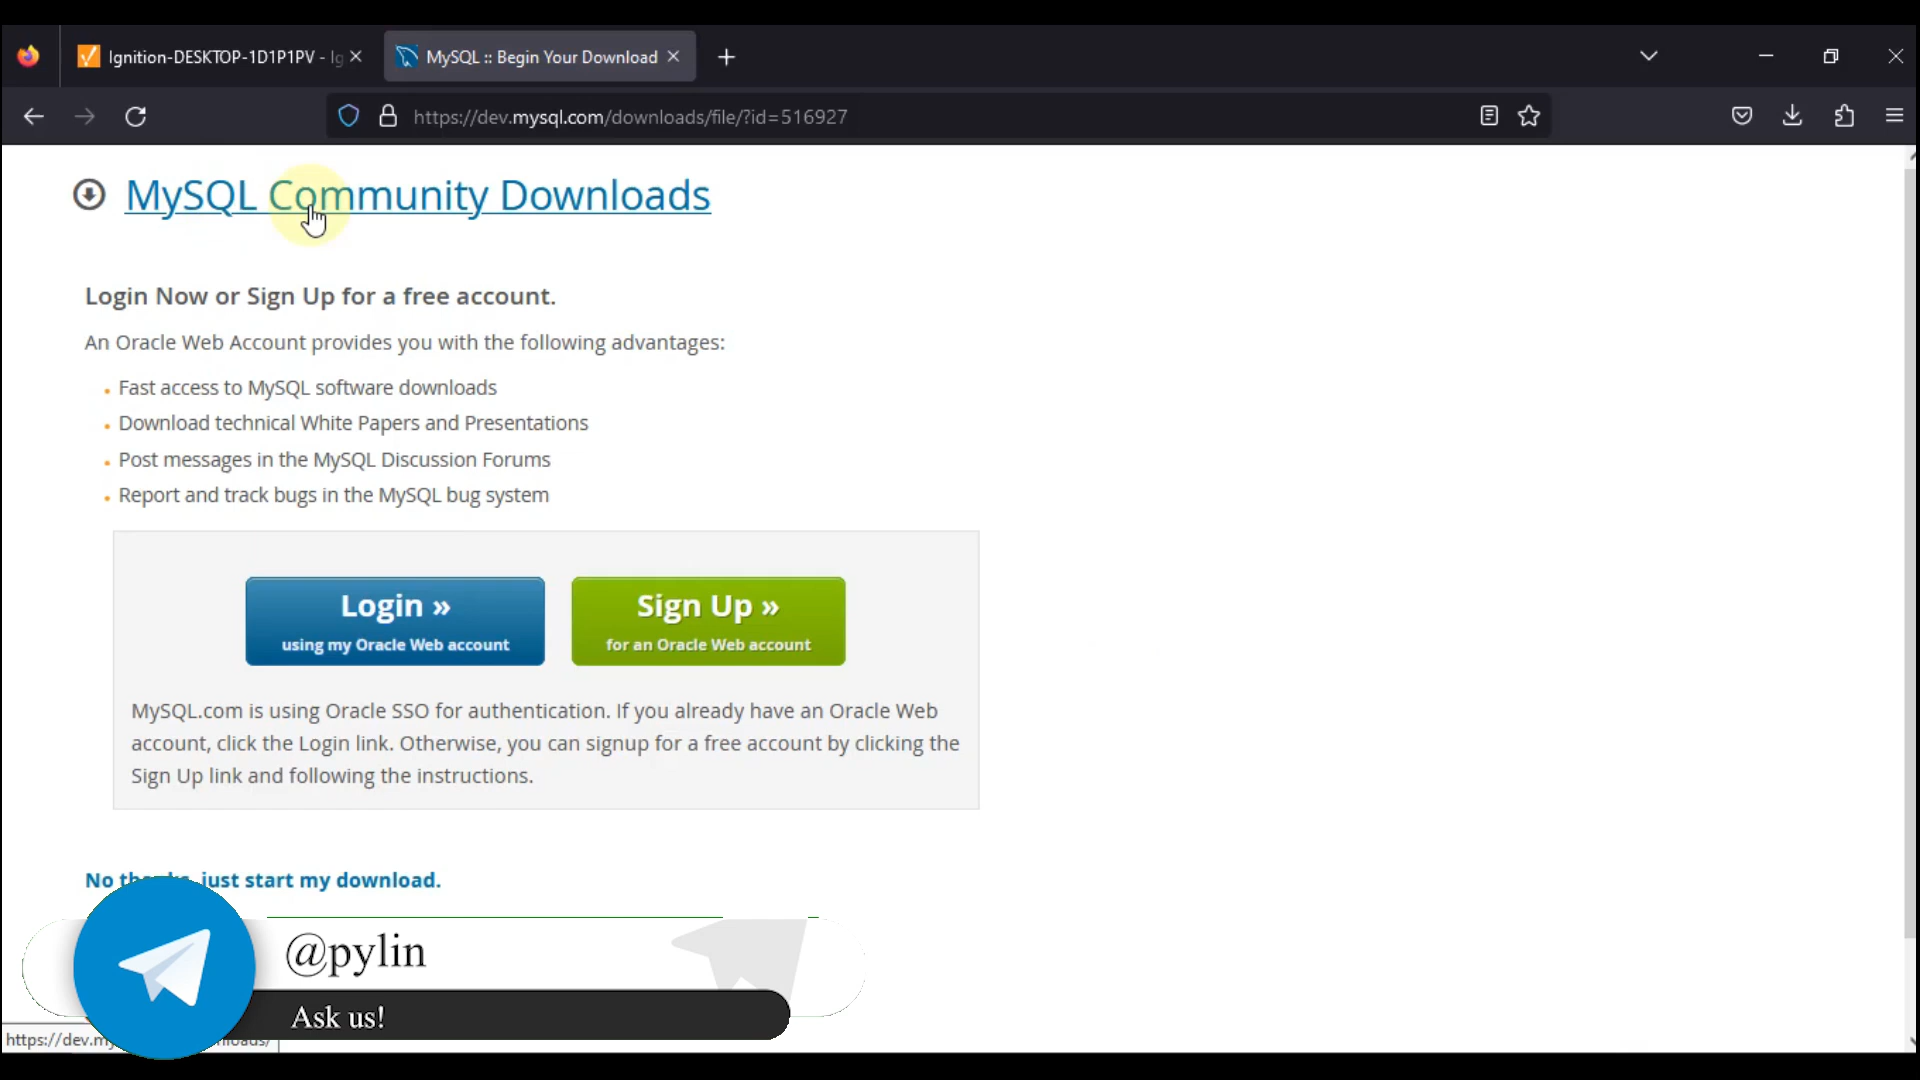 Ignition-DESKTOP-1D1P1PV - Ig
MySQL :: Begin Your Download
https://dev.mysql.com/downloads/file/?id=516927
MySQL Community Downloads
Login Now or Sign Up for a free account.
An Oracle Web Account provides you with the following advantages:
Fast access to MySQL software downloads
Download technical White Papers and Presentations
Post messages in the MySQL Discussion Forums
Report and track bugs in the MySQL bug system
Login »
using my Oracle Web account
Sign Up »
for an Oracle Web account
MySQL.com is using Oracle SSO for authentication. If you already have an Oracle Web
account, click the Login link. Otherwise, you can signup for a free account by clicking the
Sign Up link and following the instructions.
No thanks, just start my download.
@pylin
Ask us!
https://dev.my